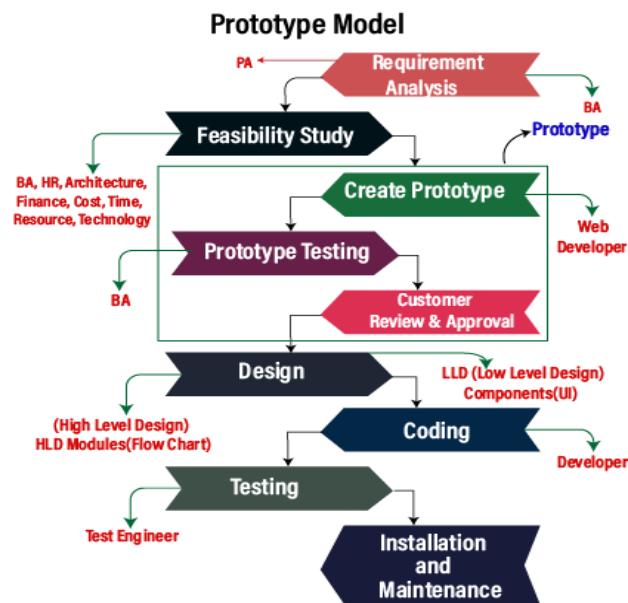 Prototype Model
PA
Requirement
Analysis
BA
Prototype
Feasibility Study
BA, HR, Architecture,
Finance, Cost, Time,
Resource, Technology
Create Prototype
Web
Developer
Prototype Testing
BA
Customer
Review & Approval
Design
LLD (Low Level Design)
Components(UI)
(High Level Design)
HLD Modules(Flow Chart)
Coding
Developer
Testing
Test Engineer
Installation
and
Maintenance